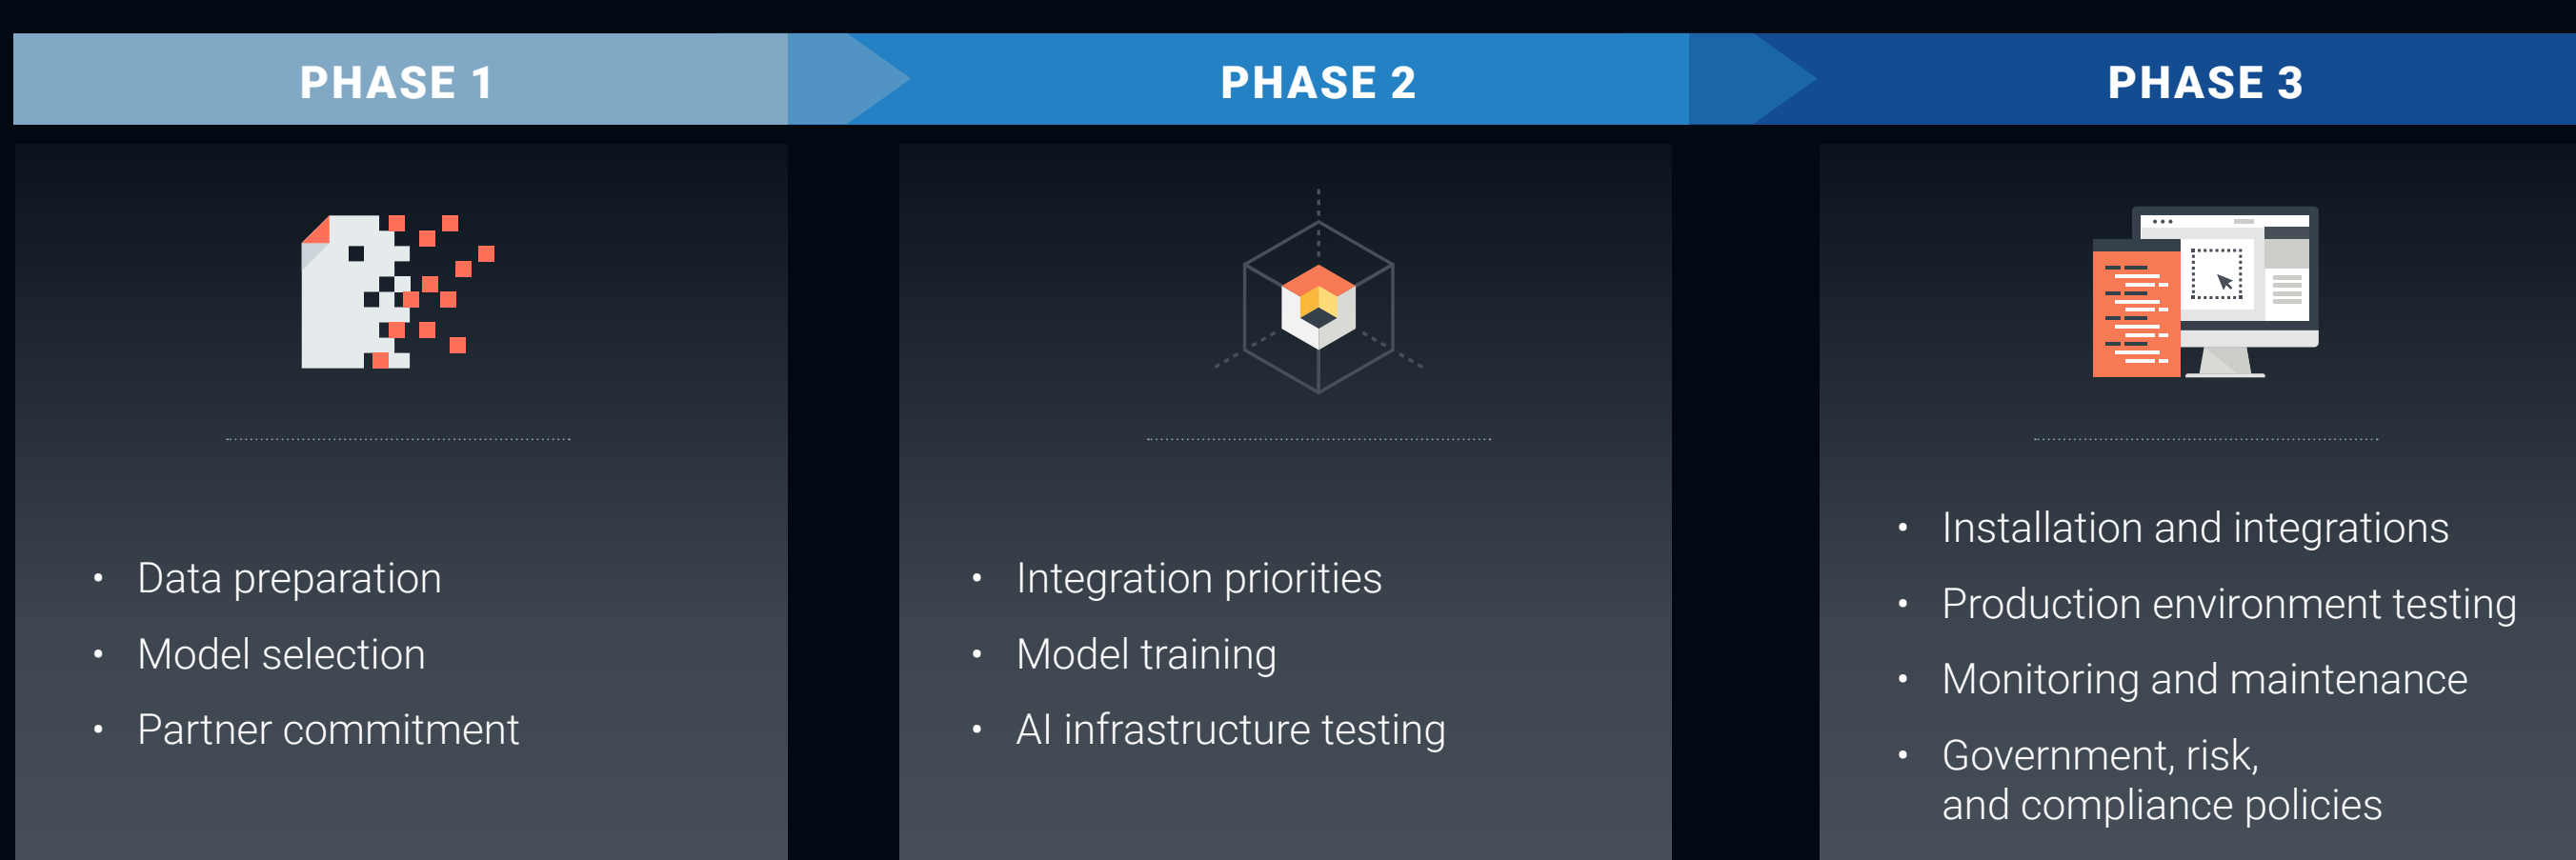 PHASE 1
PHASE 2
PHASE 3
• Data preparation
• Model selection
• Partner commitment
• Integration priorities
• Model training
• AI infrastructure testing
• Installation and integrations
• Production environment testing
• Monitoring and maintenance
• Government, risk,
and compliance policies